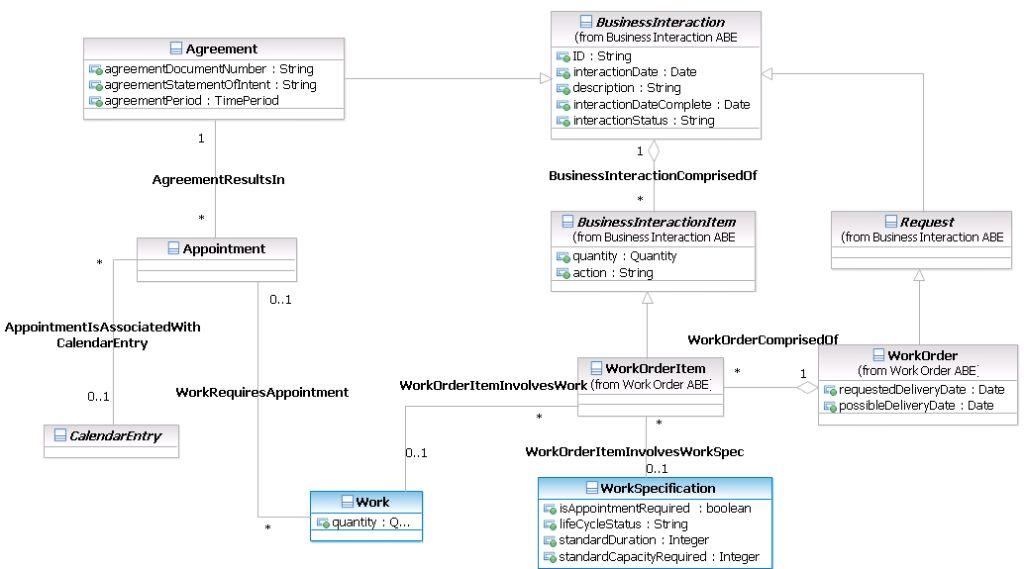 BusinessInteraction
(from Business Interaction ABE
ID : String
interactionDate : Date
description : String
interactionDateComplete : Date
interactionStatus : String
Agreement
agreementDocumentNumber : String
agreementStatementOfIntent : String
agreementPeriod : TimePeriod
1
AgreementResultsIn
*
1
BusinessInteractionComprisedOf
*
BusinessInteractionItem
(from Business Interaction ABE
quantity : Quantity
action : String
Request
(from Business Interaction ABE
Appointment
*
0..1
AppointmentIsAssociatedWith
CalendarEntry
0..1
CalendarEntry
WorkRequiresAppointment
WorkOrderComprisedOf
WorkOrderItem
(from Work Order ABE)
*
1
WorkOrder
(from Work Order ABE)
requestedDeliveryDate : Date
possibleDeliveryDate : Date
WorkOrderItemInvolvesWork
*
0..1
*
WorkOrderItemInvolvesWorkSpec
0..1
Work
quantity : Q...
*
WorkSpecification
isAppointmentRequired : boolean
lifeCycleStatus : String
standardDuration : Integer
standardCapacityRequired : Integer